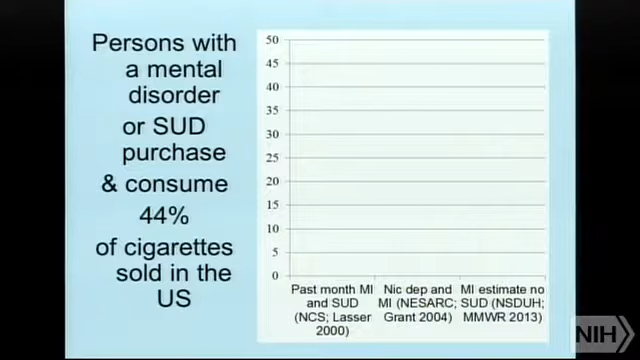 Persons with
a mental
disorder
or SUD
purchase
& consume
44%
of cigarettes
sold in the
US
50
45
40
35
30
25
20
15
10
5
0
Past month MI
and SUD
(NCS; Lasser
2000)
Nic dep and
MI (NESARC;
Grant 2004)
MI estimate no
SUD (NSDUH;
MMWR 2013)
NIH